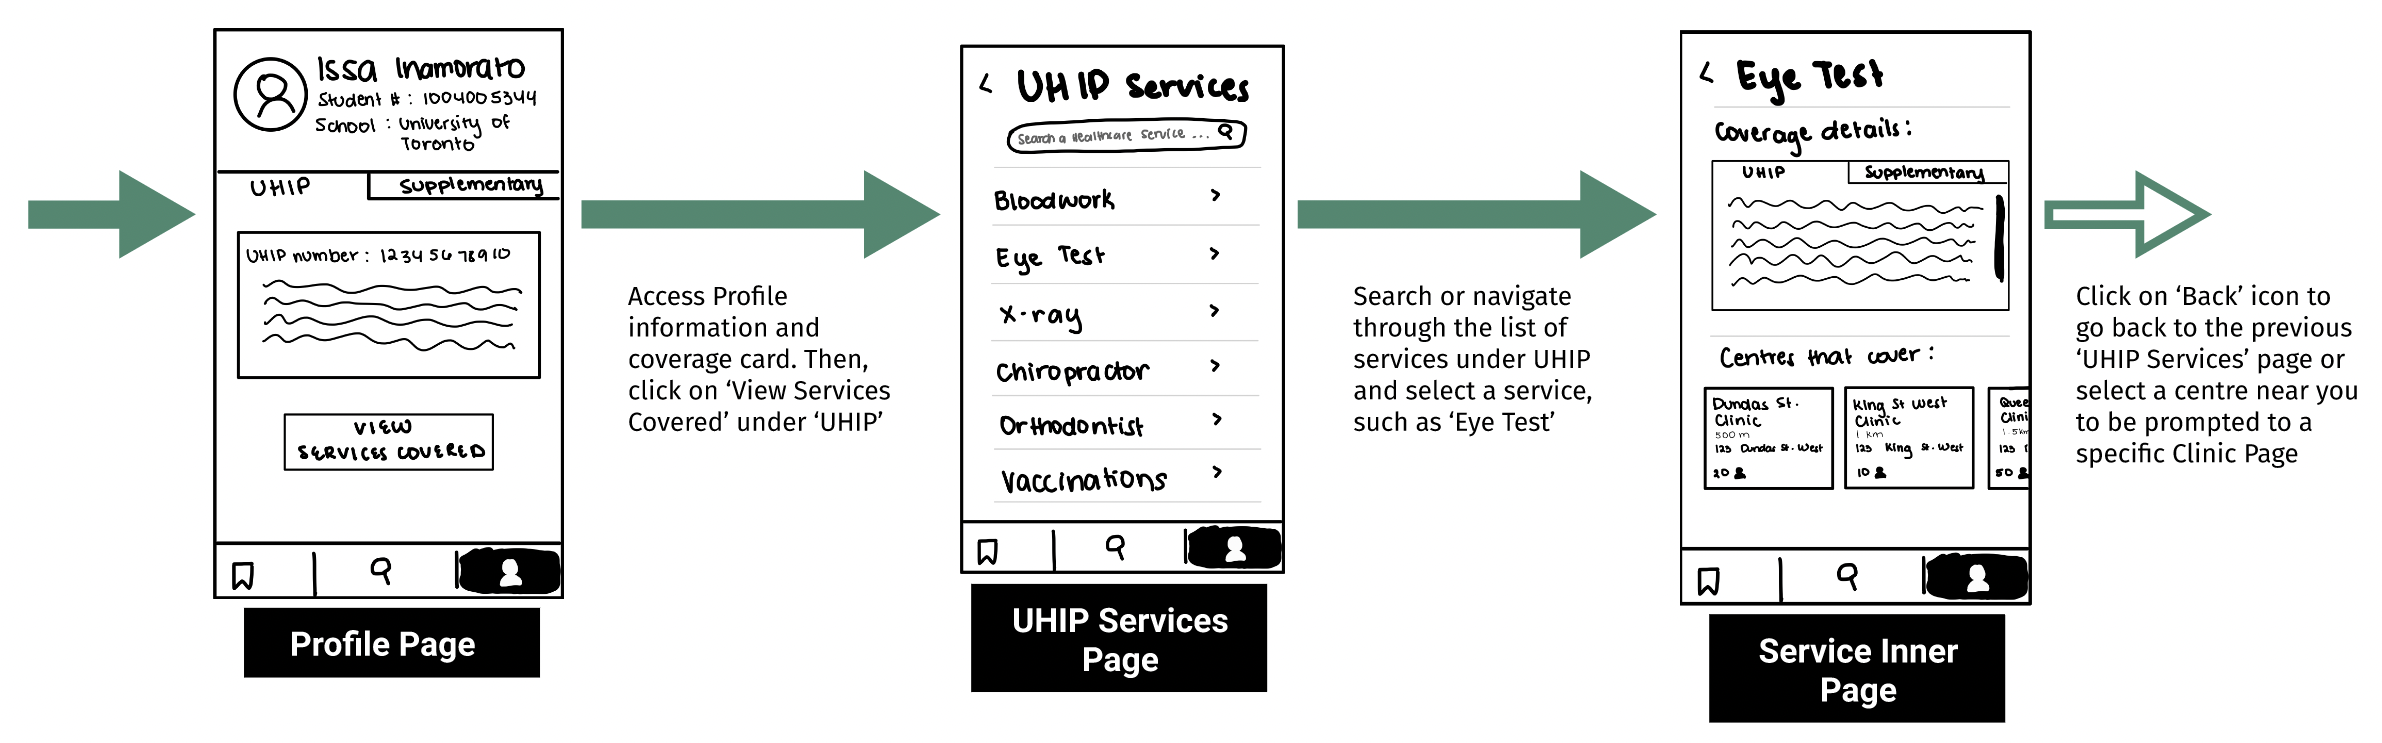 Issa Inamorato
Student # : 1004005344
School : University of
Toronto
UHIP
Supplementary
UHIP number : 12345678910
VIEW
SERVICES COVERED
Profile Page
Access Profile
information and
coverage card. Then,
click on ‘View Services
Covered’ under ‘UHIP’
< UHIP Services
Search a Healthcare Service ...
Bloodwork >
Eye Test >
X-ray >
Chiropractor >
Orthodontist >
Vaccinations >
UHIP Services
Page
Search or navigate
through the list of
services under UHIP
and select a service,
such as ‘Eye Test’
< Eye Test
Coverage details :
UHIP
Supplementary
Centres that cover :
Dundas St.
Clinic
500 m
123 Dundas St. West
20
King St West
Clinic
1 km
123 King St. West
10
Quee
Clini
1.5km
123
50
Service Inner
Page
Click on ‘Back’ icon to
go back to the previous
‘UHIP Services’ page or
select a centre near you
to be prompted to a
specific Clinic Page